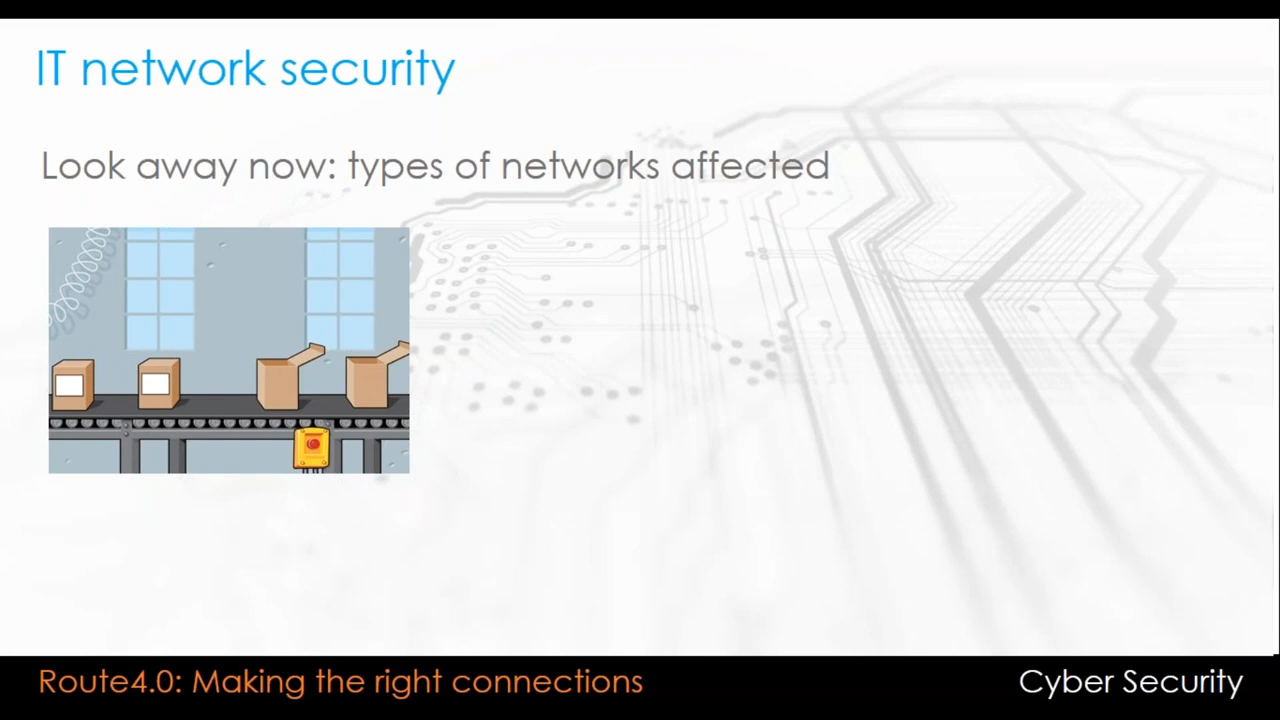 IT network security
Look away now: types of networks affected
Route4.0: Making the right connections
Cyber Security